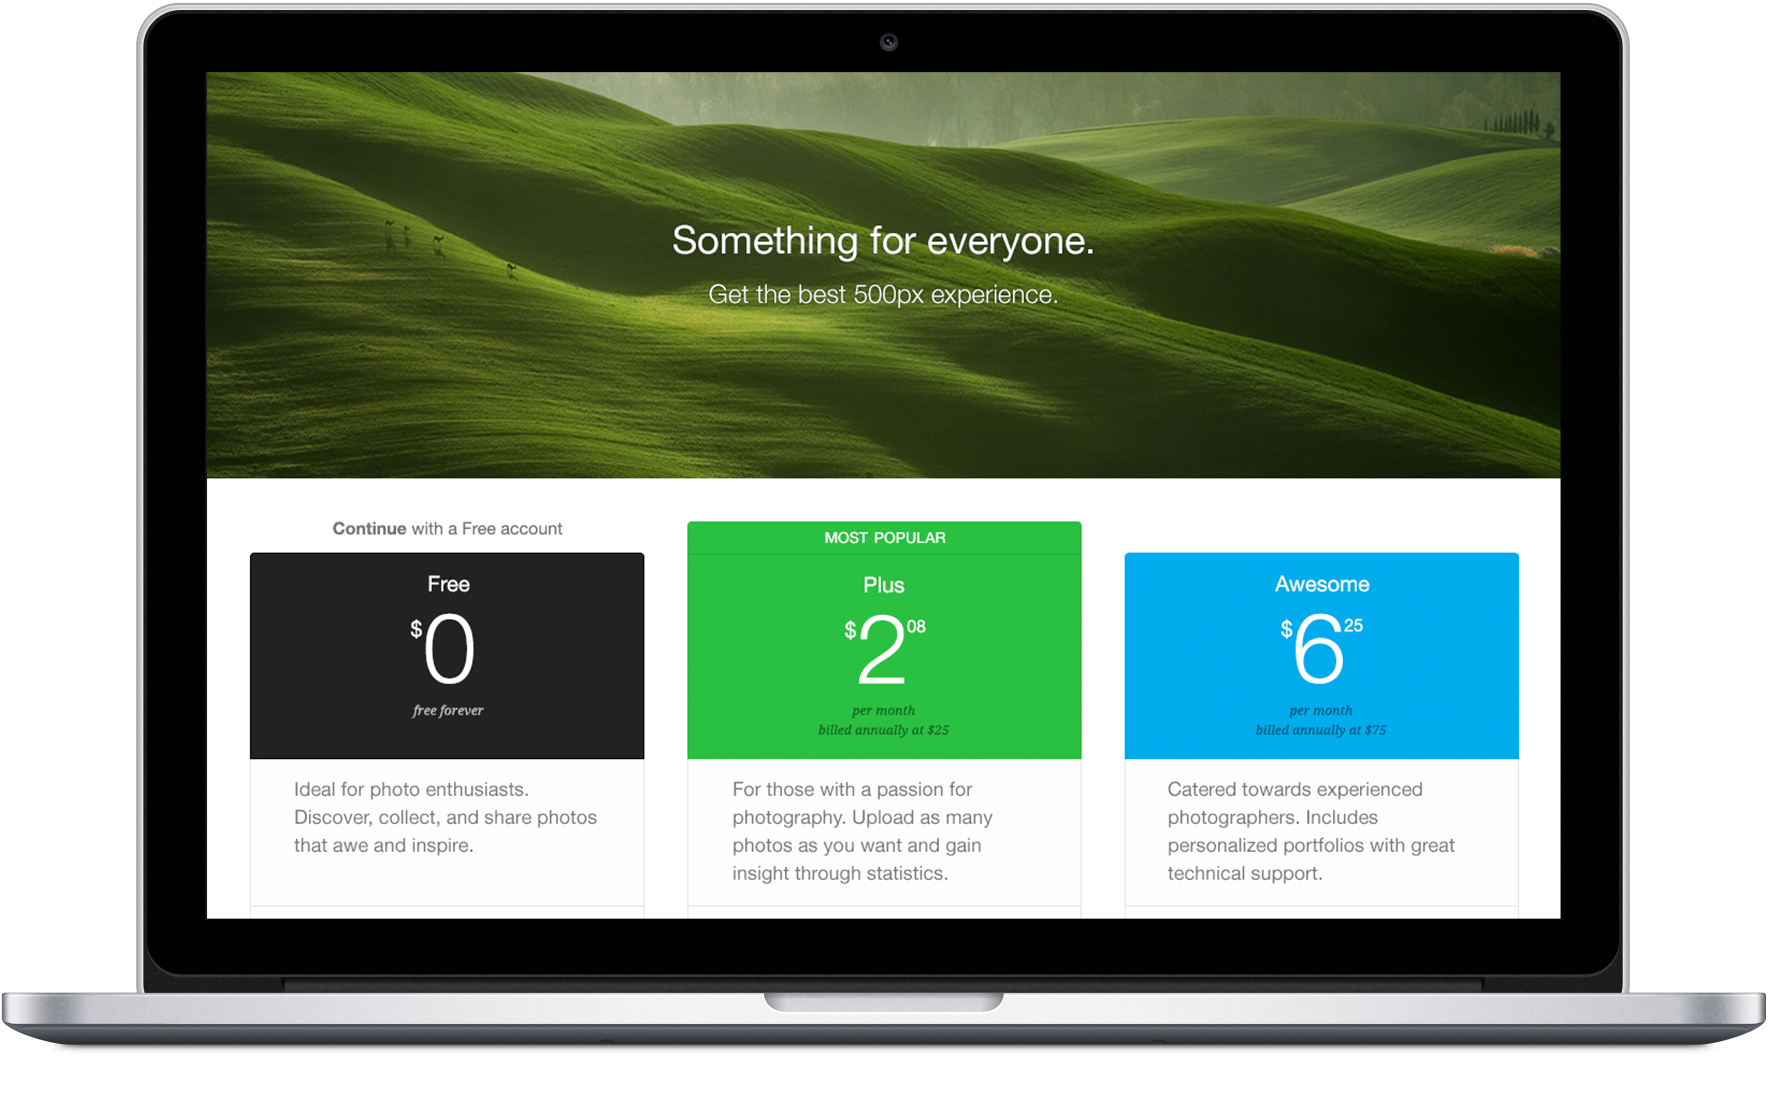 Something for everyone.
Get the best 500px experience.
Continue with a Free account
Free
$0
free forever
MOST POPULAR
Plus
$2 08
per month
billed annually at $25
Awesome
$6 25
per month
billed annually at $75
Ideal for photo enthusiasts.
Discover, collect, and share photos
that awe and inspire.
For those with a passion for
photography. Upload as many
photos as you want and gain
insight through statistics.
Catered towards experienced
photographers. Includes
personalized portfolios with great
technical support.